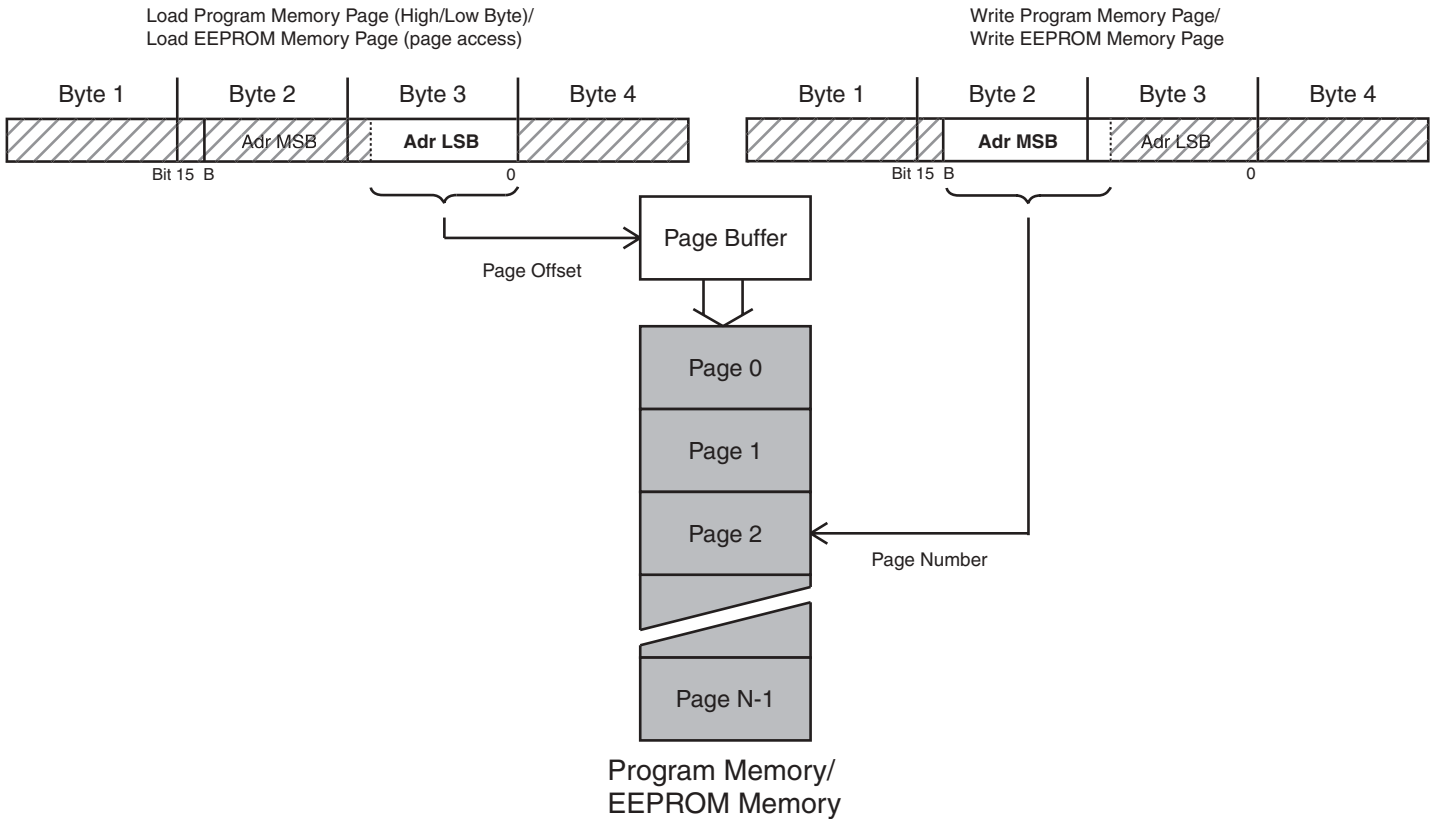 Load Program Memory Page (High/Low Byte)/
Load EEPROM Memory Page (page access)
Byte 1 Byte 2 Byte 3 Byte 4
Adr MSB Adr LSB
Bit 15 B 0
Write Program Memory Page/
Write EEPROM Memory Page
Byte 1 Byte 2 Byte 3 Byte 4
Adr MSB Adr LSB
Bit 15 B 0
Page Buffer
Page Offset
Page 0
Page 1
Page 2
Page Number
Page N-1
Program Memory/
EEPROM Memory